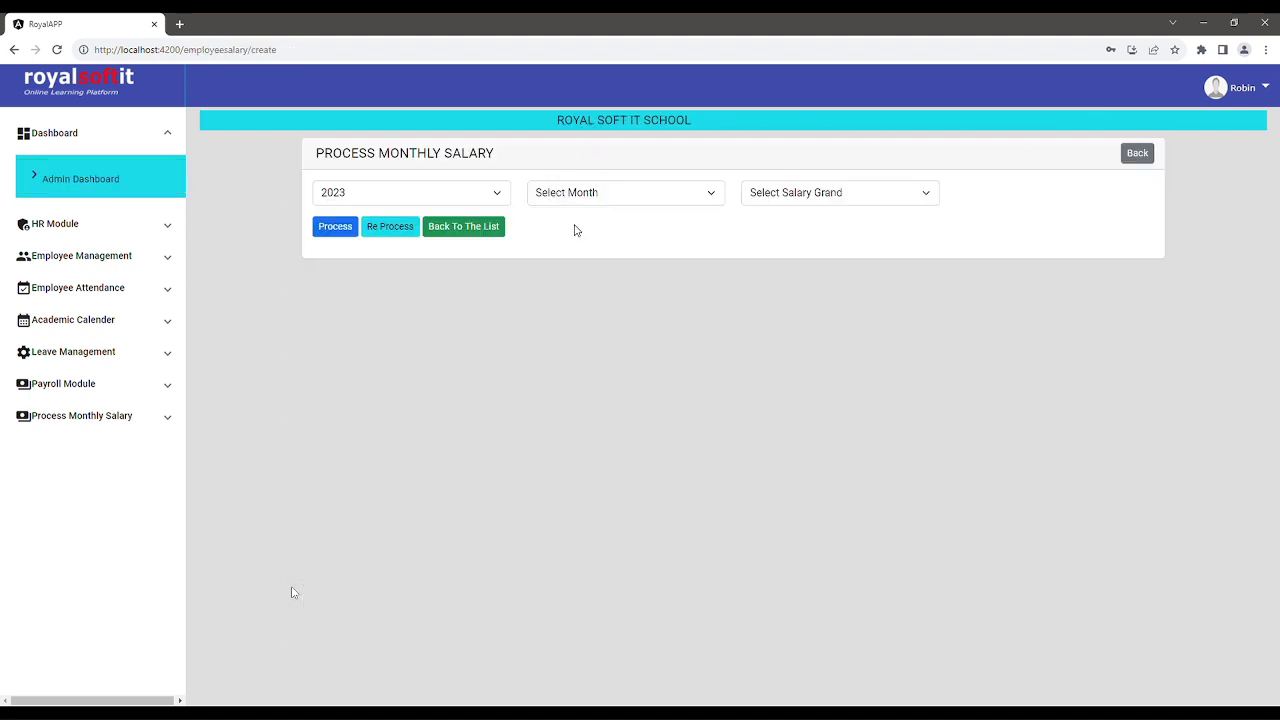 RoyalAPP
http://localhost:4200/employeesalary/create
royalsoftit
Online Learning Platform
Robin
Dashboard
Admin Dashboard
HR Module
Employee Management
Employee Attendance
Academic Calender
Leave Management
Payroll Module
Process Monthly Salary
ROYAL SOFT IT SCHOOL
PROCESS MONTHLY SALARY
Back
2023
Select Month
Select Salary Grand
Process
Re Process
Back To The List